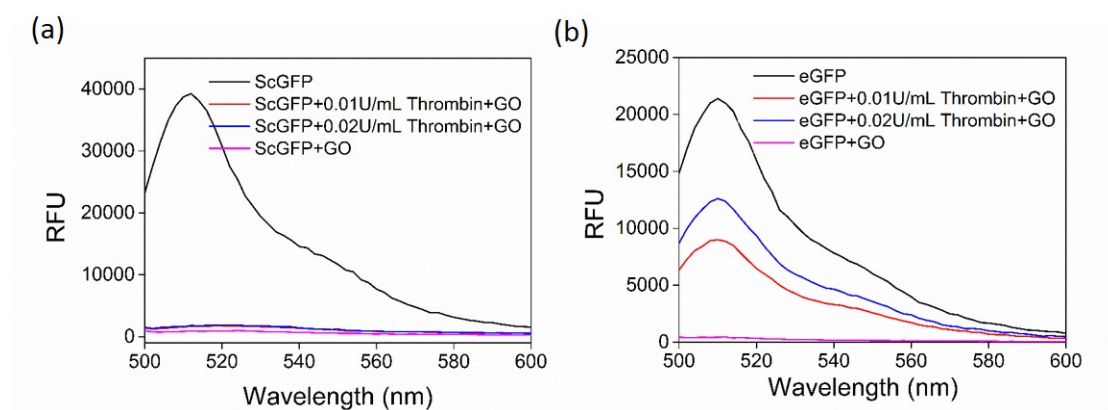 (a)
ScGFP
ScGFP+0.01U/mL Thrombin+GO
ScGFP+0.02U/mL Thrombin+GO
ScGFP+GO
40000
30000
20000
10000
0
RFU
500 520 540 560 580 600
Wavelength (nm)
(b)
eGFP
eGFP+0.01U/mL Thrombin+GO
eGFP+0.02U/mL Thrombin+GO
eGFP+GO
25000
20000
15000
10000
5000
0
RFU
500 520 540 560 580 600
Wavelength (nm)